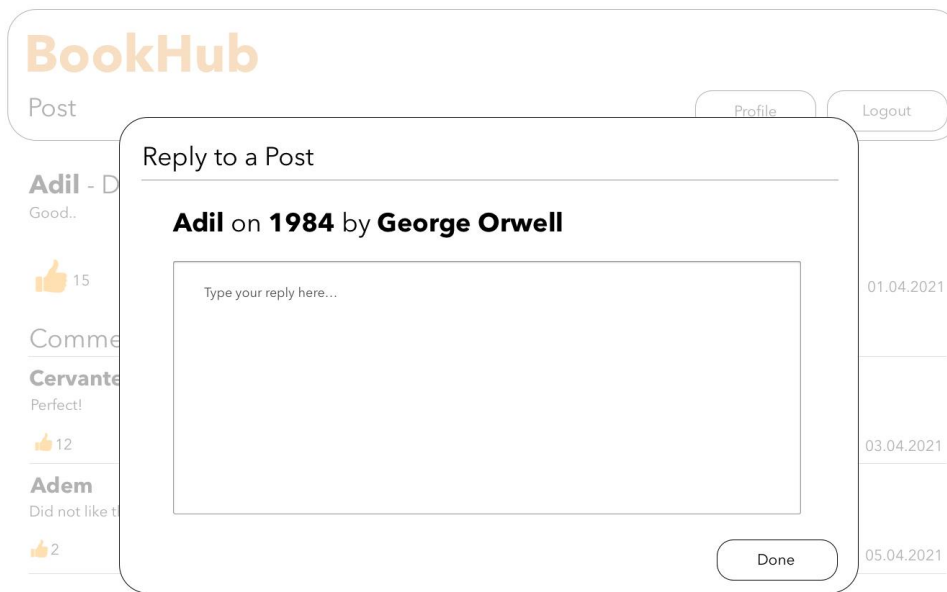 BookHub
Post
Profile
Logout
Reply to a Post
Adil - D
Good..
Adil on 1984 by George Orwell
15
Type your reply here...
01.04.2021
Comme
Cervante
Perfect!
12
03.04.2021
Adem
Did not like t
2
Done
05.04.2021